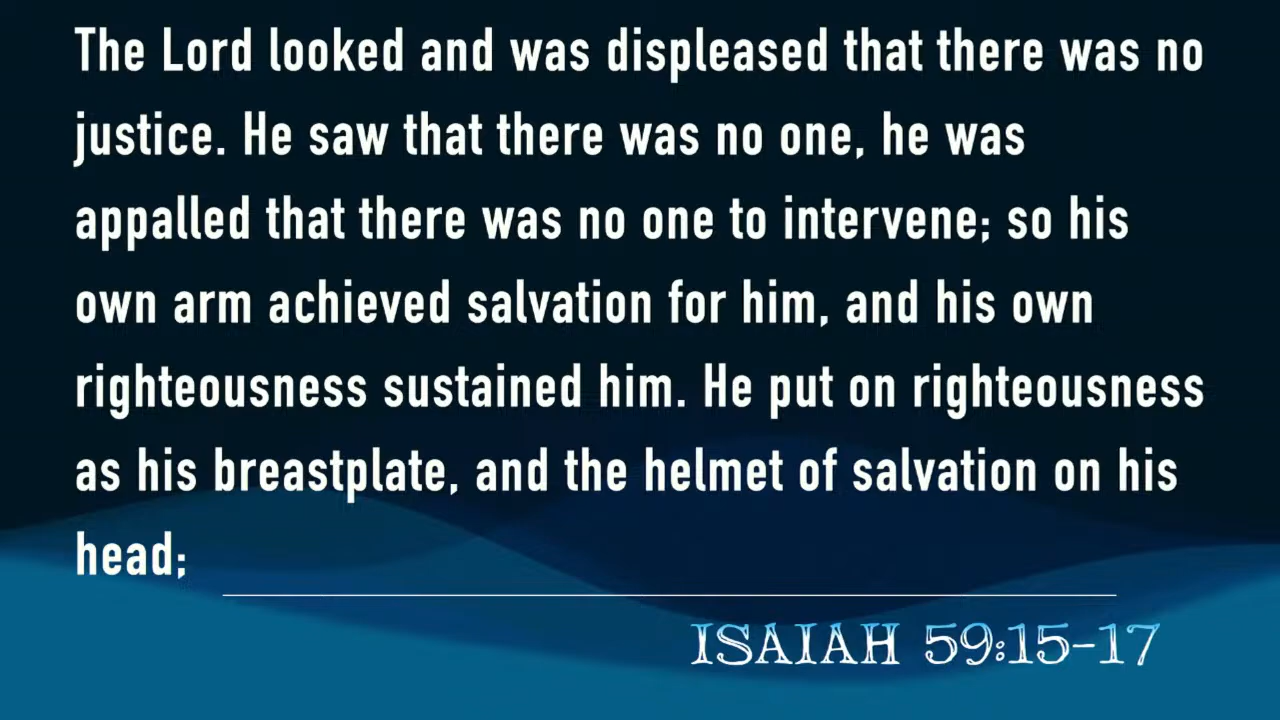 The Lord looked and was displeased that there was no
justice. He saw that there was no one, he was
appalled that there was no one to intervene; so his
own arm achieved salvation for him, and his own
righteousness sustained him. He put on righteousness
as his breastplate, and the helmet of salvation on his
head;
ISAIAH 59:15-17